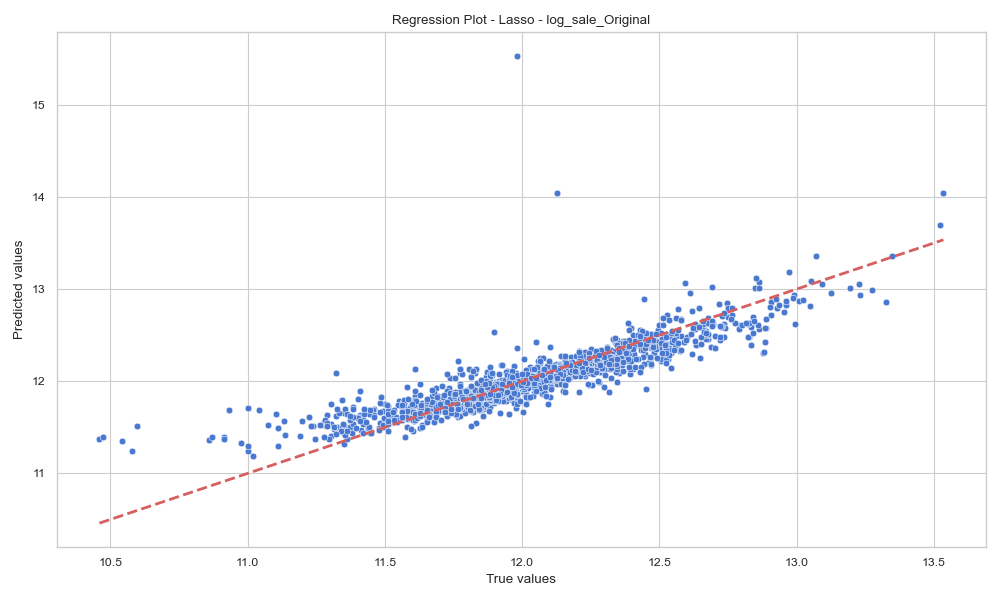 Regression Plot - Lasso - log_sale_Original
Predicted values
15
14
13
12
11
10.5 11.0 11.5 12.0 12.5 13.0 13.5
True values